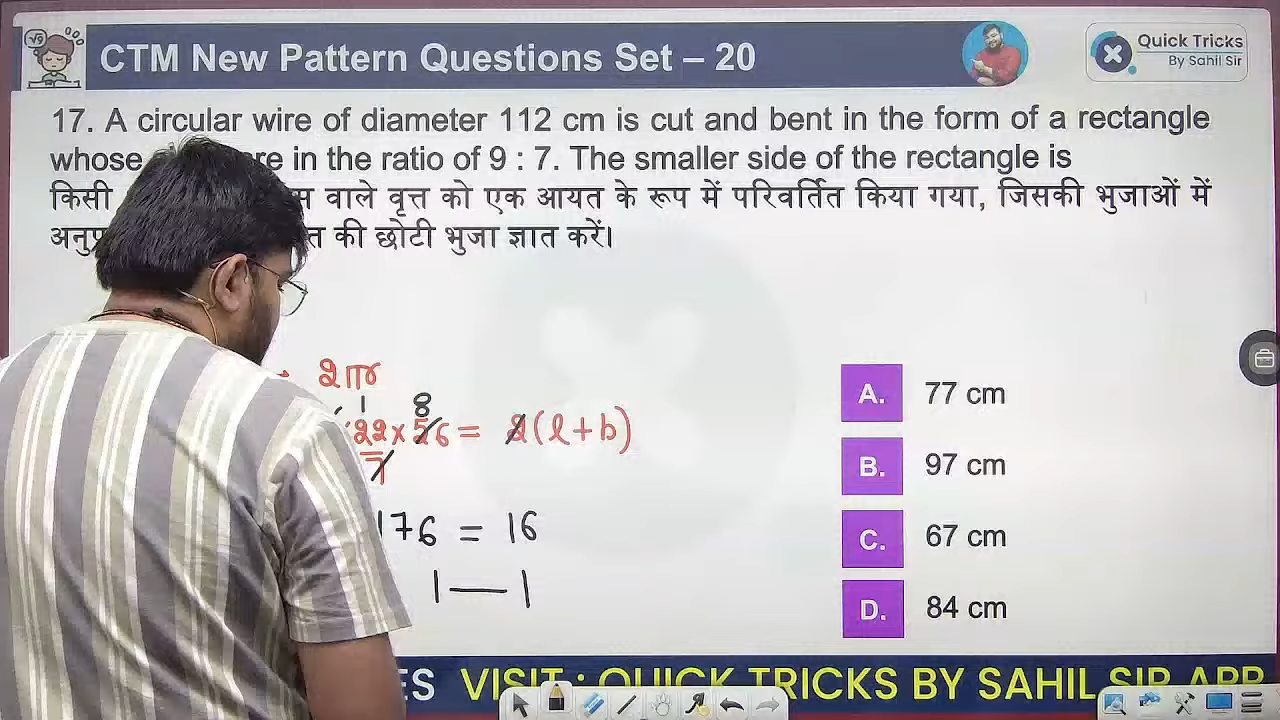 CTM New Pattern Questions Set – 20
Quick Tricks
By Sahil Sir
17. A circular wire of diameter 112 cm is cut and bent in the form of a rectangle
whose in the ratio of 9 : 7. The smaller side of the rectangle is
किसी वाले वृत्त को एक आयत के रूप में परिवर्तित किया गया, जिसकी भुजाओं में
की छोटी भुजा ज्ञात करें।
2πr
1 8
22 × 56 = 2(l+b)
7
176 = 16
1 — 1
A. 77 cm
B. 97 cm
C. 67 cm
D. 84 cm
VISIT : QUICK TRICKS BY SAHIL SIR APP